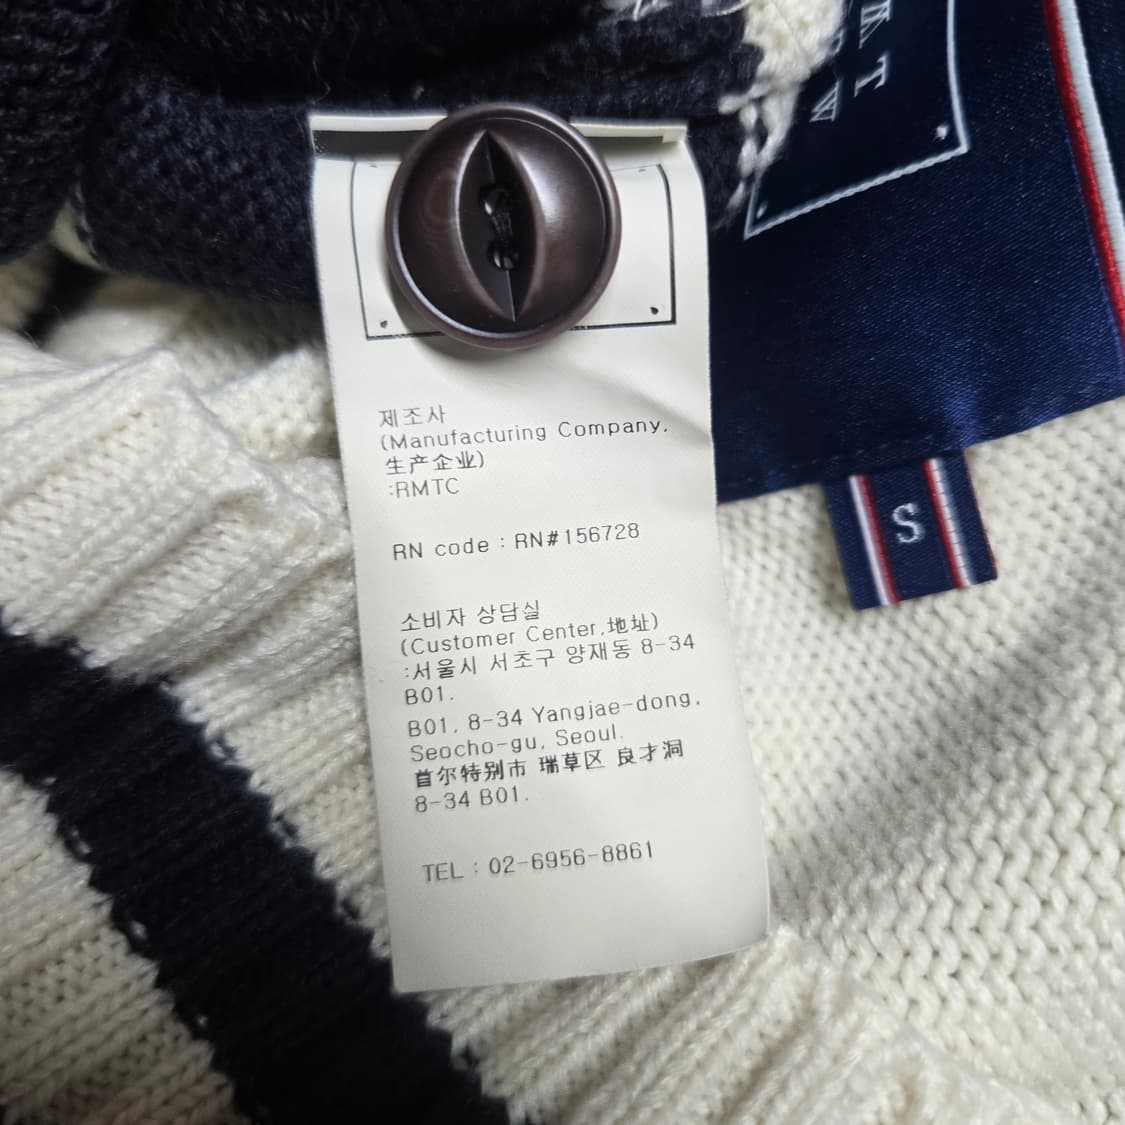 제조사
(Manufacturing Company,
生产企业)
:RMTC
RN code : RN#156728
소비자 상담실
(Customer Center,地址)
:서울시 서초구 양재동 8-34
B01.
B01, 8-34 Yangjae-dong,
Seocho-gu, Seoul.
首尔特别市 瑞草区 良才洞
8-34 B01.
TEL : 02-6956-8861
S